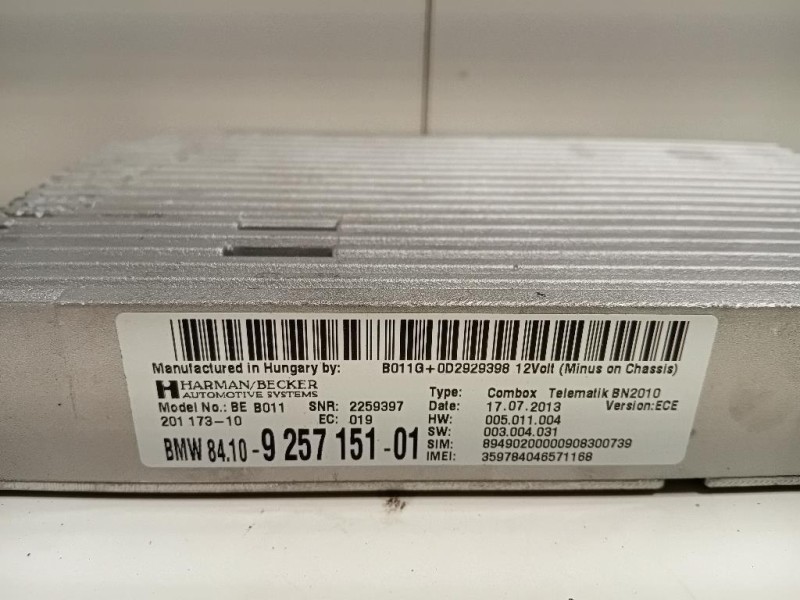 Manufactured in Hungary by: B011G+0D2929398 12Volt (Minus on Chassis)
HARMAN/BECKER
AUTOMOTIVE SYSTEMS
Type: Combox Telematik BN2010
Model No.: BE B011 SNR: 2259397 Date: 17.07.2013 Version:ECE
201 173-10 EC: 019 HW: 005.011.004
SW: 003.004.031
BMW 84.10-9 257 151-01 SIM: 89490200000908300739
IMEI: 359784046571168